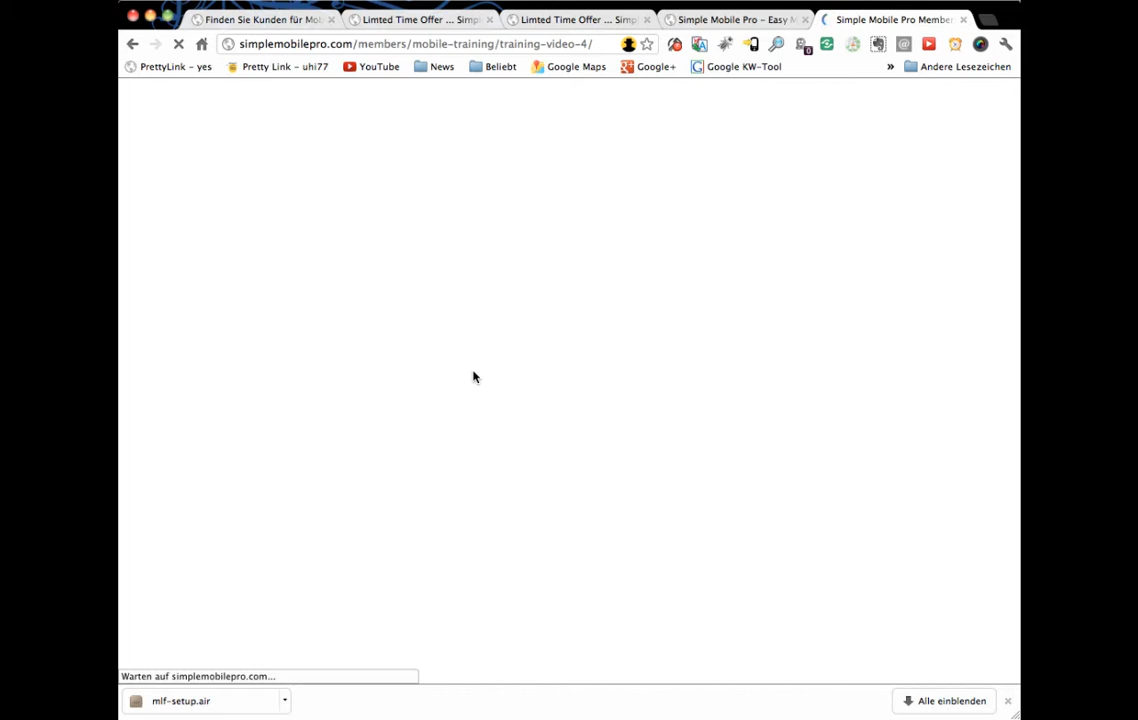 Finden Sie Kunden für Mo
Limted Time Offer ... Simp
Limted Time Offer ... Simp
Simple Mobile Pro – Easy M
Simple Mobile Pro Member
simplemobilepro.com/members/mobile-training/training-video-4/
0
PrettyLink – yes
Pretty Link – uhi77
YouTube
News
Beliebt
Google Maps
Google+
Google KW-Tool
»
Andere Lesezeichen
Warten auf simplemobilepro.com...
mlf-setup.air
Alle einblenden